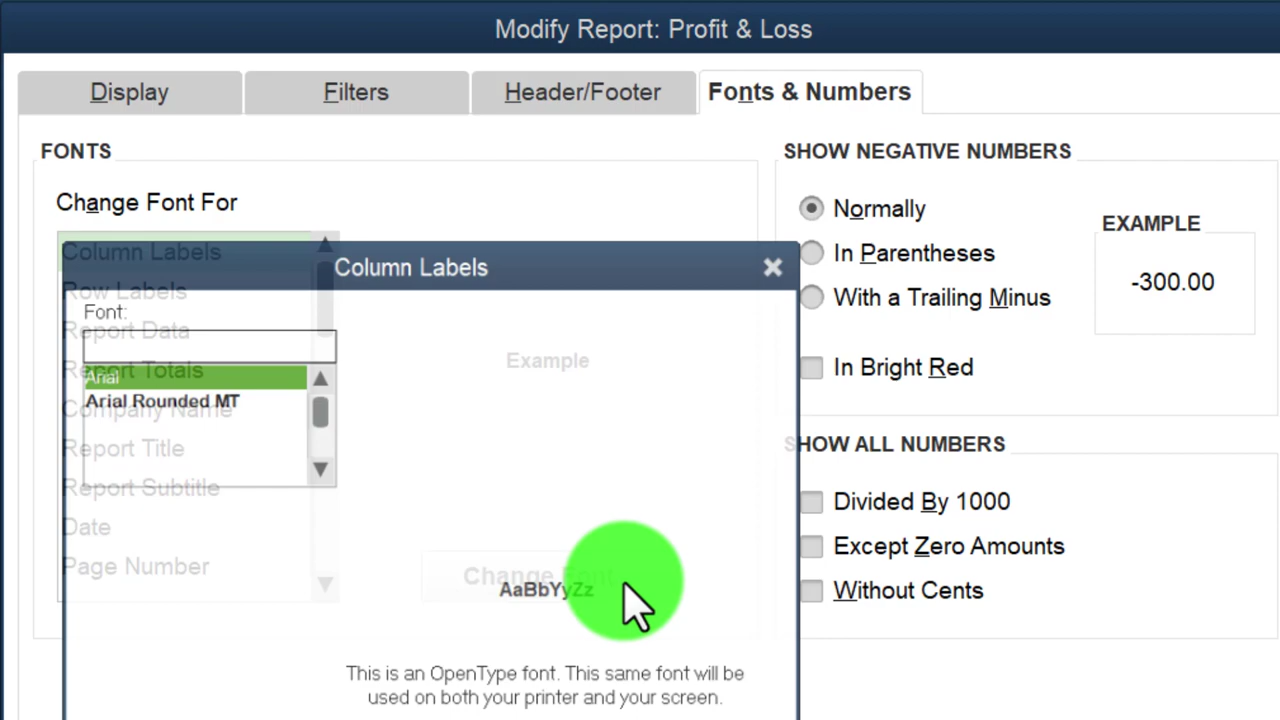 Modify Report: Profit & Loss
Display
Filters
Header/Footer
Fonts & Numbers
FONTS
Change Font For
Column Labels
Row Labels
Report Data
Report Totals
Company Name
Report Title
Report Subtitle
Date
Page Number
Example
Change Font
Column Labels
Font:
Arial
Arial Rounded MT
AaBbYyZz
This is an OpenType font. This same font will be
used on both your printer and your screen.
SHOW NEGATIVE NUMBERS
Normally
In Parentheses
With a Trailing Minus
In Bright Red
EXAMPLE
-300.00
SHOW ALL NUMBERS
Divided By 1000
Except Zero Amounts
Without Cents